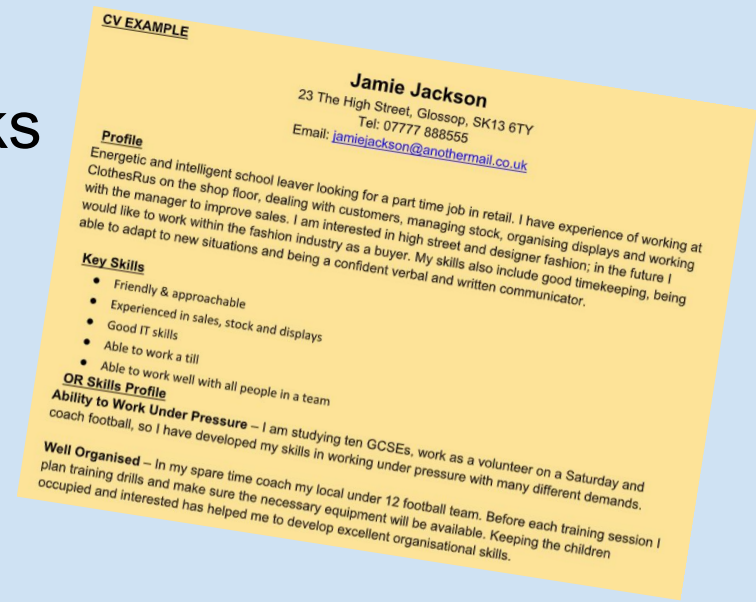 ks
CV EXAMPLE
Jamie Jackson
23 The High Street, Glossop, SK13 6TY
Tel: 07777 888555
Email: jamiejackson@anothermail.co.uk
Profile
Energetic and intelligent school leaver looking for a part time job in retail. I have experience of working at
ClothesRus on the shop floor, dealing with customers, managing stock, organising displays and working
with the manager to improve sales. I am interested in high street and designer fashion; in the future I
would like to work within the fashion industry as a buyer. My skills also include good timekeeping, being
able to adapt to new situations and being a confident verbal and written communicator.
Key Skills
● Friendly & approachable
● Experienced in sales, stock and displays
● Good IT skills
● Able to work a till
● Able to work well with all people in a team
OR Skills Profile
Ability to Work Under Pressure – I am studying ten GCSEs, work as a volunteer on a Saturday and
coach football, so I have developed my skills in working under pressure with many different demands.
Well Organised – In my spare time coach my local under 12 football team. Before each training session I
plan training drills and make sure the necessary equipment will be available. Keeping the children
occupied and interested has helped me to develop excellent organisational skills.